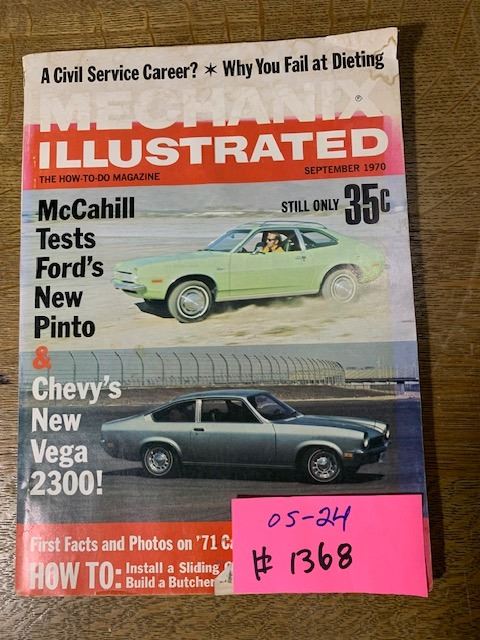 A Civil Service Career? * Why You Fail at Dieting
MECHANIX
ILLUSTRATED
THE HOW-TO-DO MAGAZINE
SEPTEMBER 1970
STILL ONLY 35¢
McCahill
Tests
Ford's
New
Pinto
&
Chevy's
New
Vega
2300!
First Facts and Photos on '71
HOW TO: Install a Sliding
Build a Butcher
05-24
# 1368